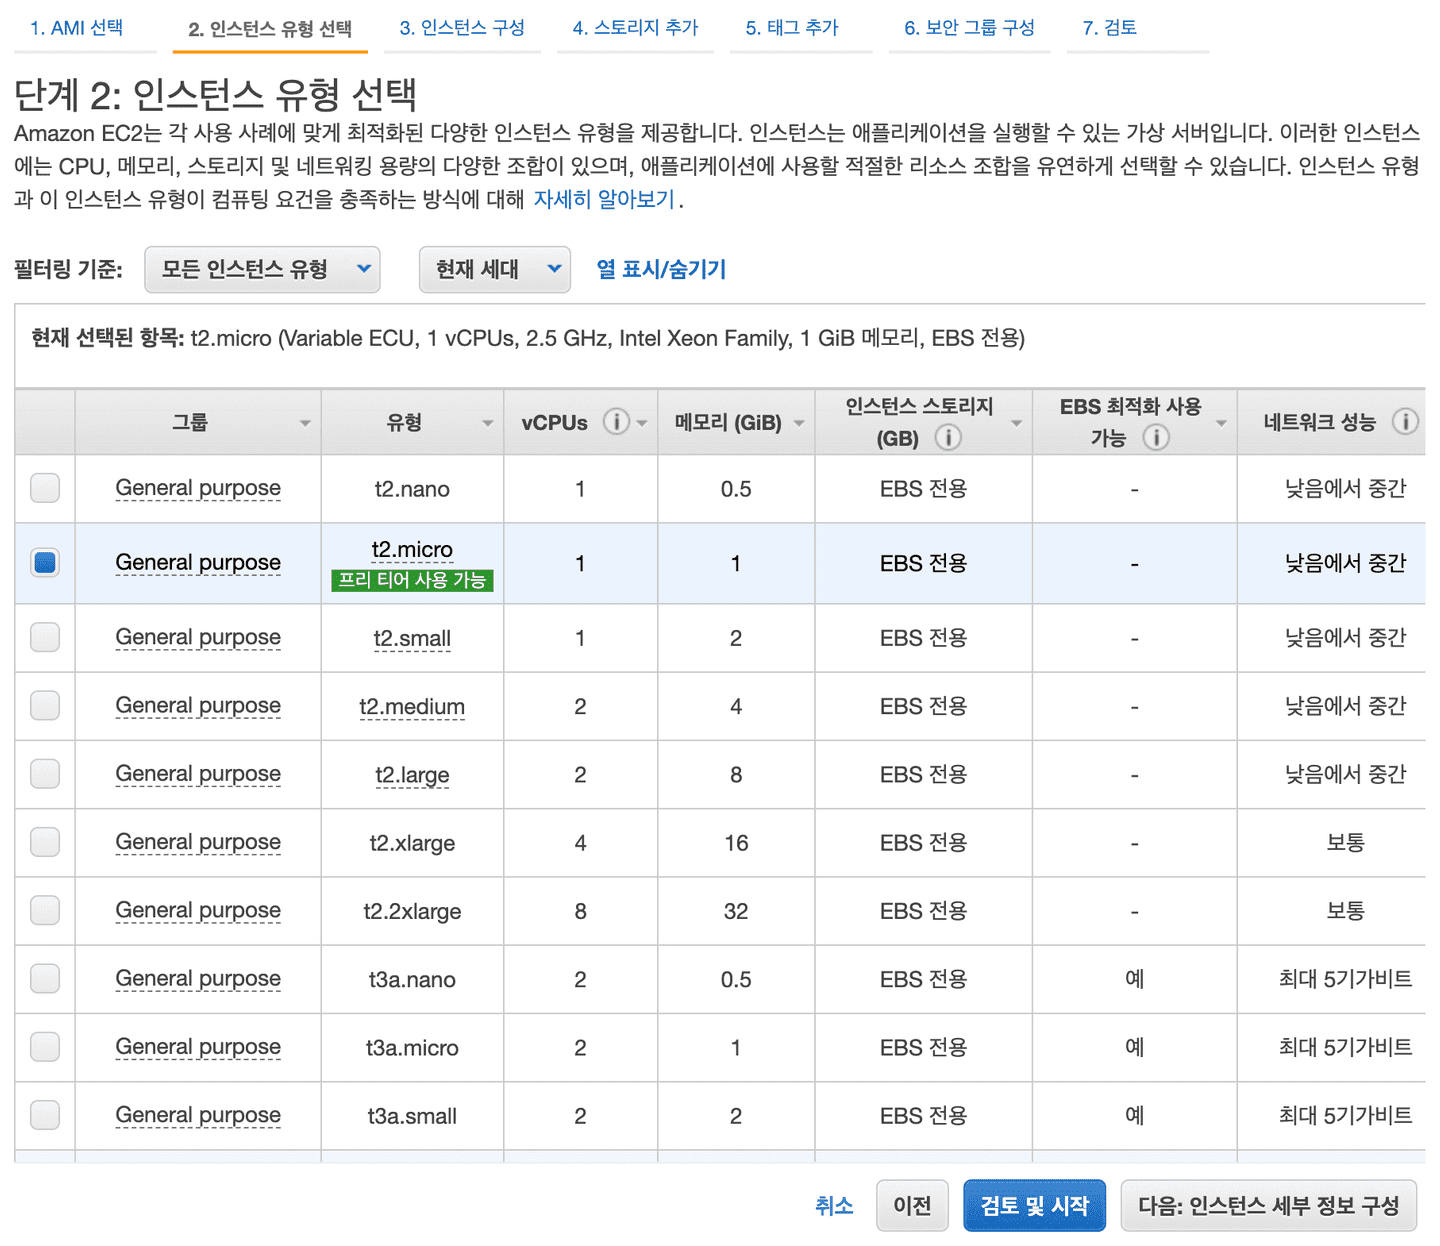 1. AMI 선택
2. 인스턴스 유형 선택
3. 인스턴스 구성
4. 스토리지 추가
5. 태그 추가
6. 보안 그룹 구성
7. 검토
단계 2: 인스턴스 유형 선택
Amazon EC2는 각 사용 사례에 맞게 최적화된 다양한 인스턴스 유형을 제공합니다. 인스턴스는 애플리케이션을 실행할 수 있는 가상 서버입니다. 이러한 인스턴스
에는 CPU, 메모리, 스토리지 및 네트워킹 용량의 다양한 조합이 있으며, 애플리케이션에 사용할 적절한 리소스 조합을 유연하게 선택할 수 있습니다. 인스턴스 유형
과 이 인스턴스 유형이 컴퓨팅 요건을 충족하는 방식에 대해 자세히 알아보기.
필터링 기준: 모든 인스턴스 유형 현재 세대 열 표시/숨기기
현재 선택된 항목: t2.micro (Variable ECU, 1 vCPUs, 2.5 GHz, Intel Xeon Family, 1 GiB 메모리, EBS 전용)
그룹
유형
vCPUs
메모리 (GiB)
인스턴스 스토리지
(GB)
EBS 최적화 사용
가능
네트워크 성능
General purpose t2.nano 1 0.5 EBS 전용 - 낮음에서 중간
General purpose t2.micro 1 1 EBS 전용 - 낮음에서 중간
프리 티어 사용 가능
General purpose t2.small 1 2 EBS 전용 - 낮음에서 중간
General purpose t2.medium 2 4 EBS 전용 - 낮음에서 중간
General purpose t2.large 2 8 EBS 전용 - 낮음에서 중간
General purpose t2.xlarge 4 16 EBS 전용 - 보통
General purpose t2.2xlarge 8 32 EBS 전용 - 보통
General purpose t3a.nano 2 0.5 EBS 전용 예 최대 5기가비트
General purpose t3a.micro 2 1 EBS 전용 예 최대 5기가비트
General purpose t3a.small 2 2 EBS 전용 예 최대 5기가비트
취소 이전 검토 및 시작 다음: 인스턴스 세부 정보 구성